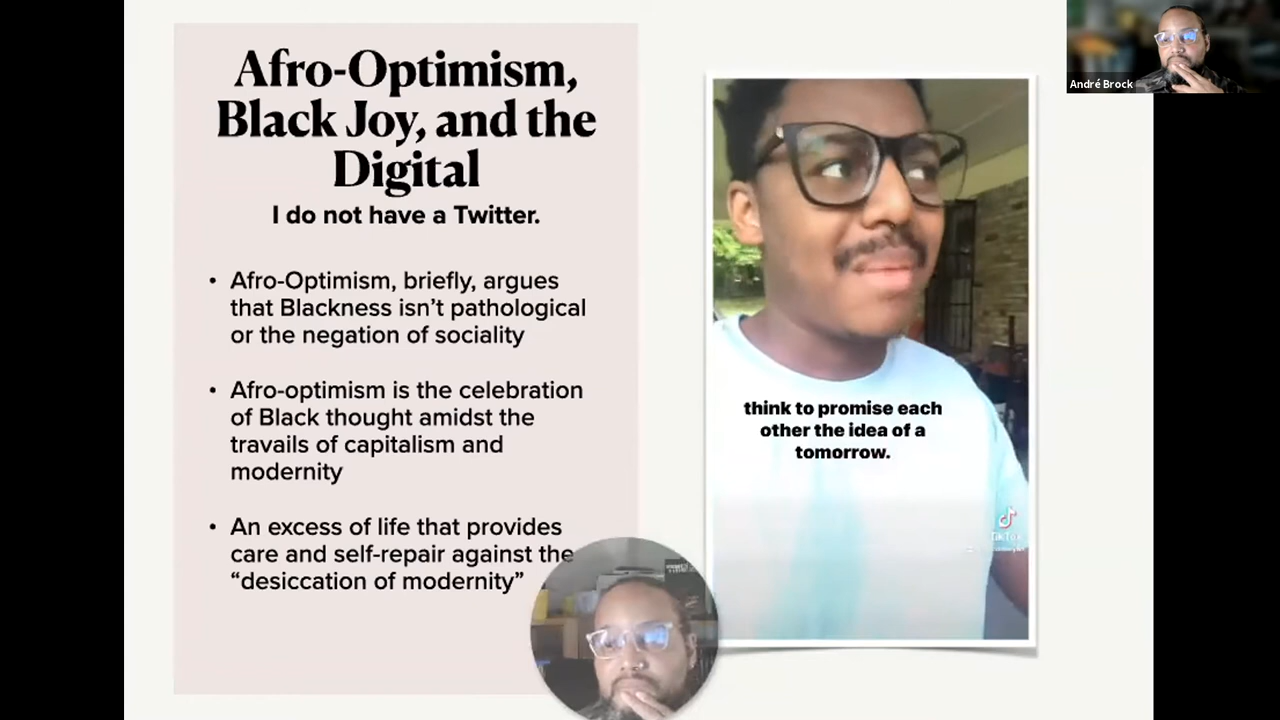 Afro-Optimism,
Black Joy, and the
Digital
I do not have a Twitter.
• Afro-Optimism, briefly, argues
that Blackness isn’t pathological
or the negation of sociality
• Afro-optimism is the celebration
of Black thought amidst the
travails of capitalism and
modernity
• An excess of life that provides
care and self-repair against the
“desiccation of modernity”
think to promise each
other the idea of a
tomorrow.
TikTok
André Brock